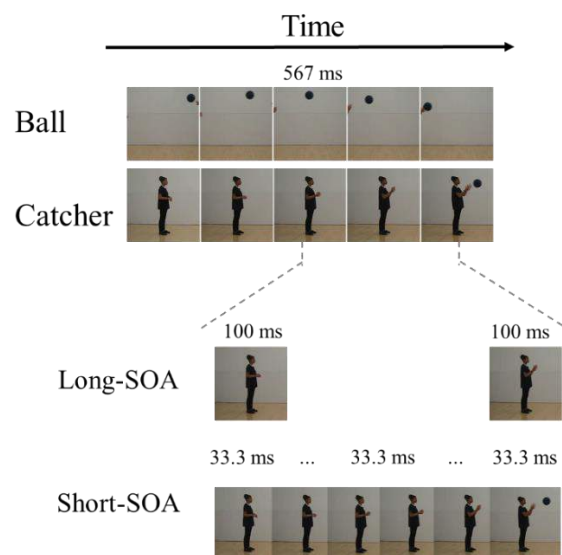 Time
567 ms
Ball
Catcher
100 ms 100 ms
Long-SOA
33.3 ms ... 33.3 ms ... 33.3 ms
Short-SOA